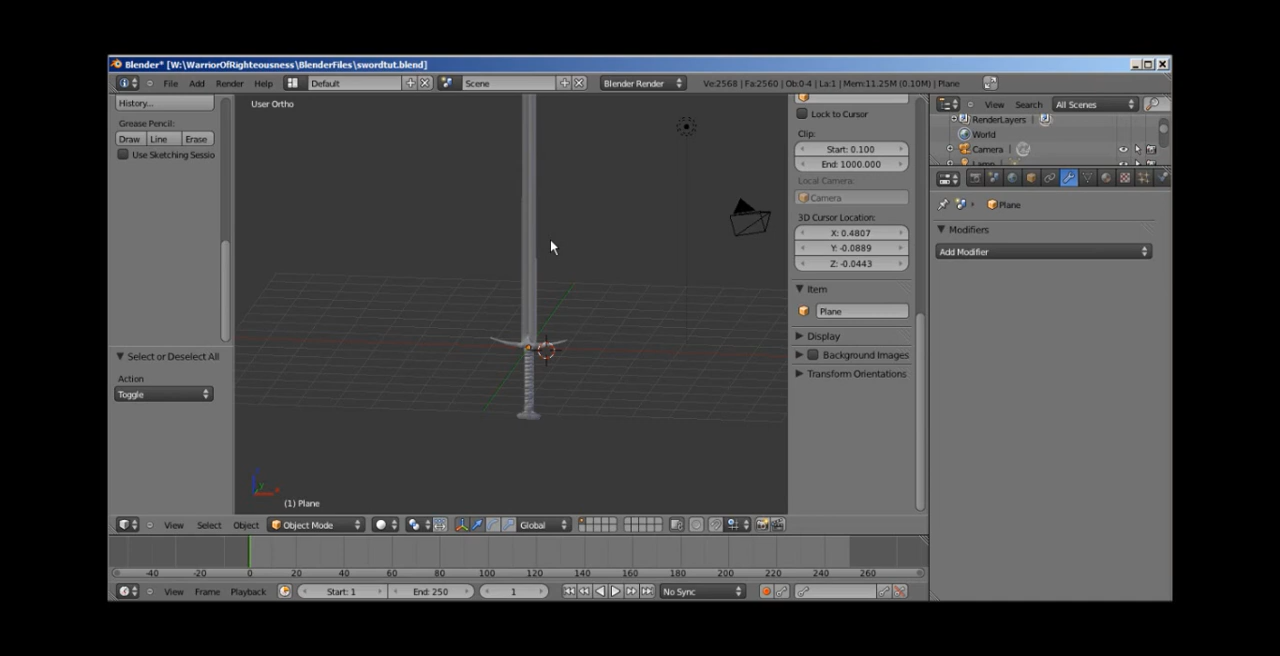 Blender* [W:\WarriorOfRighteousness\BlenderFiles\swordtut.blend]
File Add Render Help Default Scene Blender Render Ve:2568 | Fa:2560 | Ob:0-4 | La:1 | Mem:11.25M (0.10M) | Plane
History...
Grease Pencil:
Draw Line Erase
Use Sketching Sessio
Select or Deselect All
Action
Toggle
User Ortho
(1) Plane
Lock to Cursor
Clip:
Start: 0.100
End: 1000.000
Local Camera:
Camera
3D Cursor Location:
X: 0.4807
Y: -0.0889
Z: -0.0443
Item
Plane
Display
Background Images
Transform Orientations
View Search All Scenes
RenderLayers
World
Camera
Lamp
Plane
Modifiers
Add Modifier
View Select Object Object Mode Global
-40 -20 0 20 40 60 80 100 120 140 160 180 200 220 240 260
View Frame Playback Start: 1 End: 250 1 No Sync